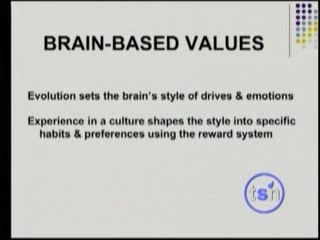 BRAIN-BASED VALUES
Evolution sets the brain's style of drives & emotions
Experience in a culture shapes the style into specific
habits & preferences using the reward system
tsn